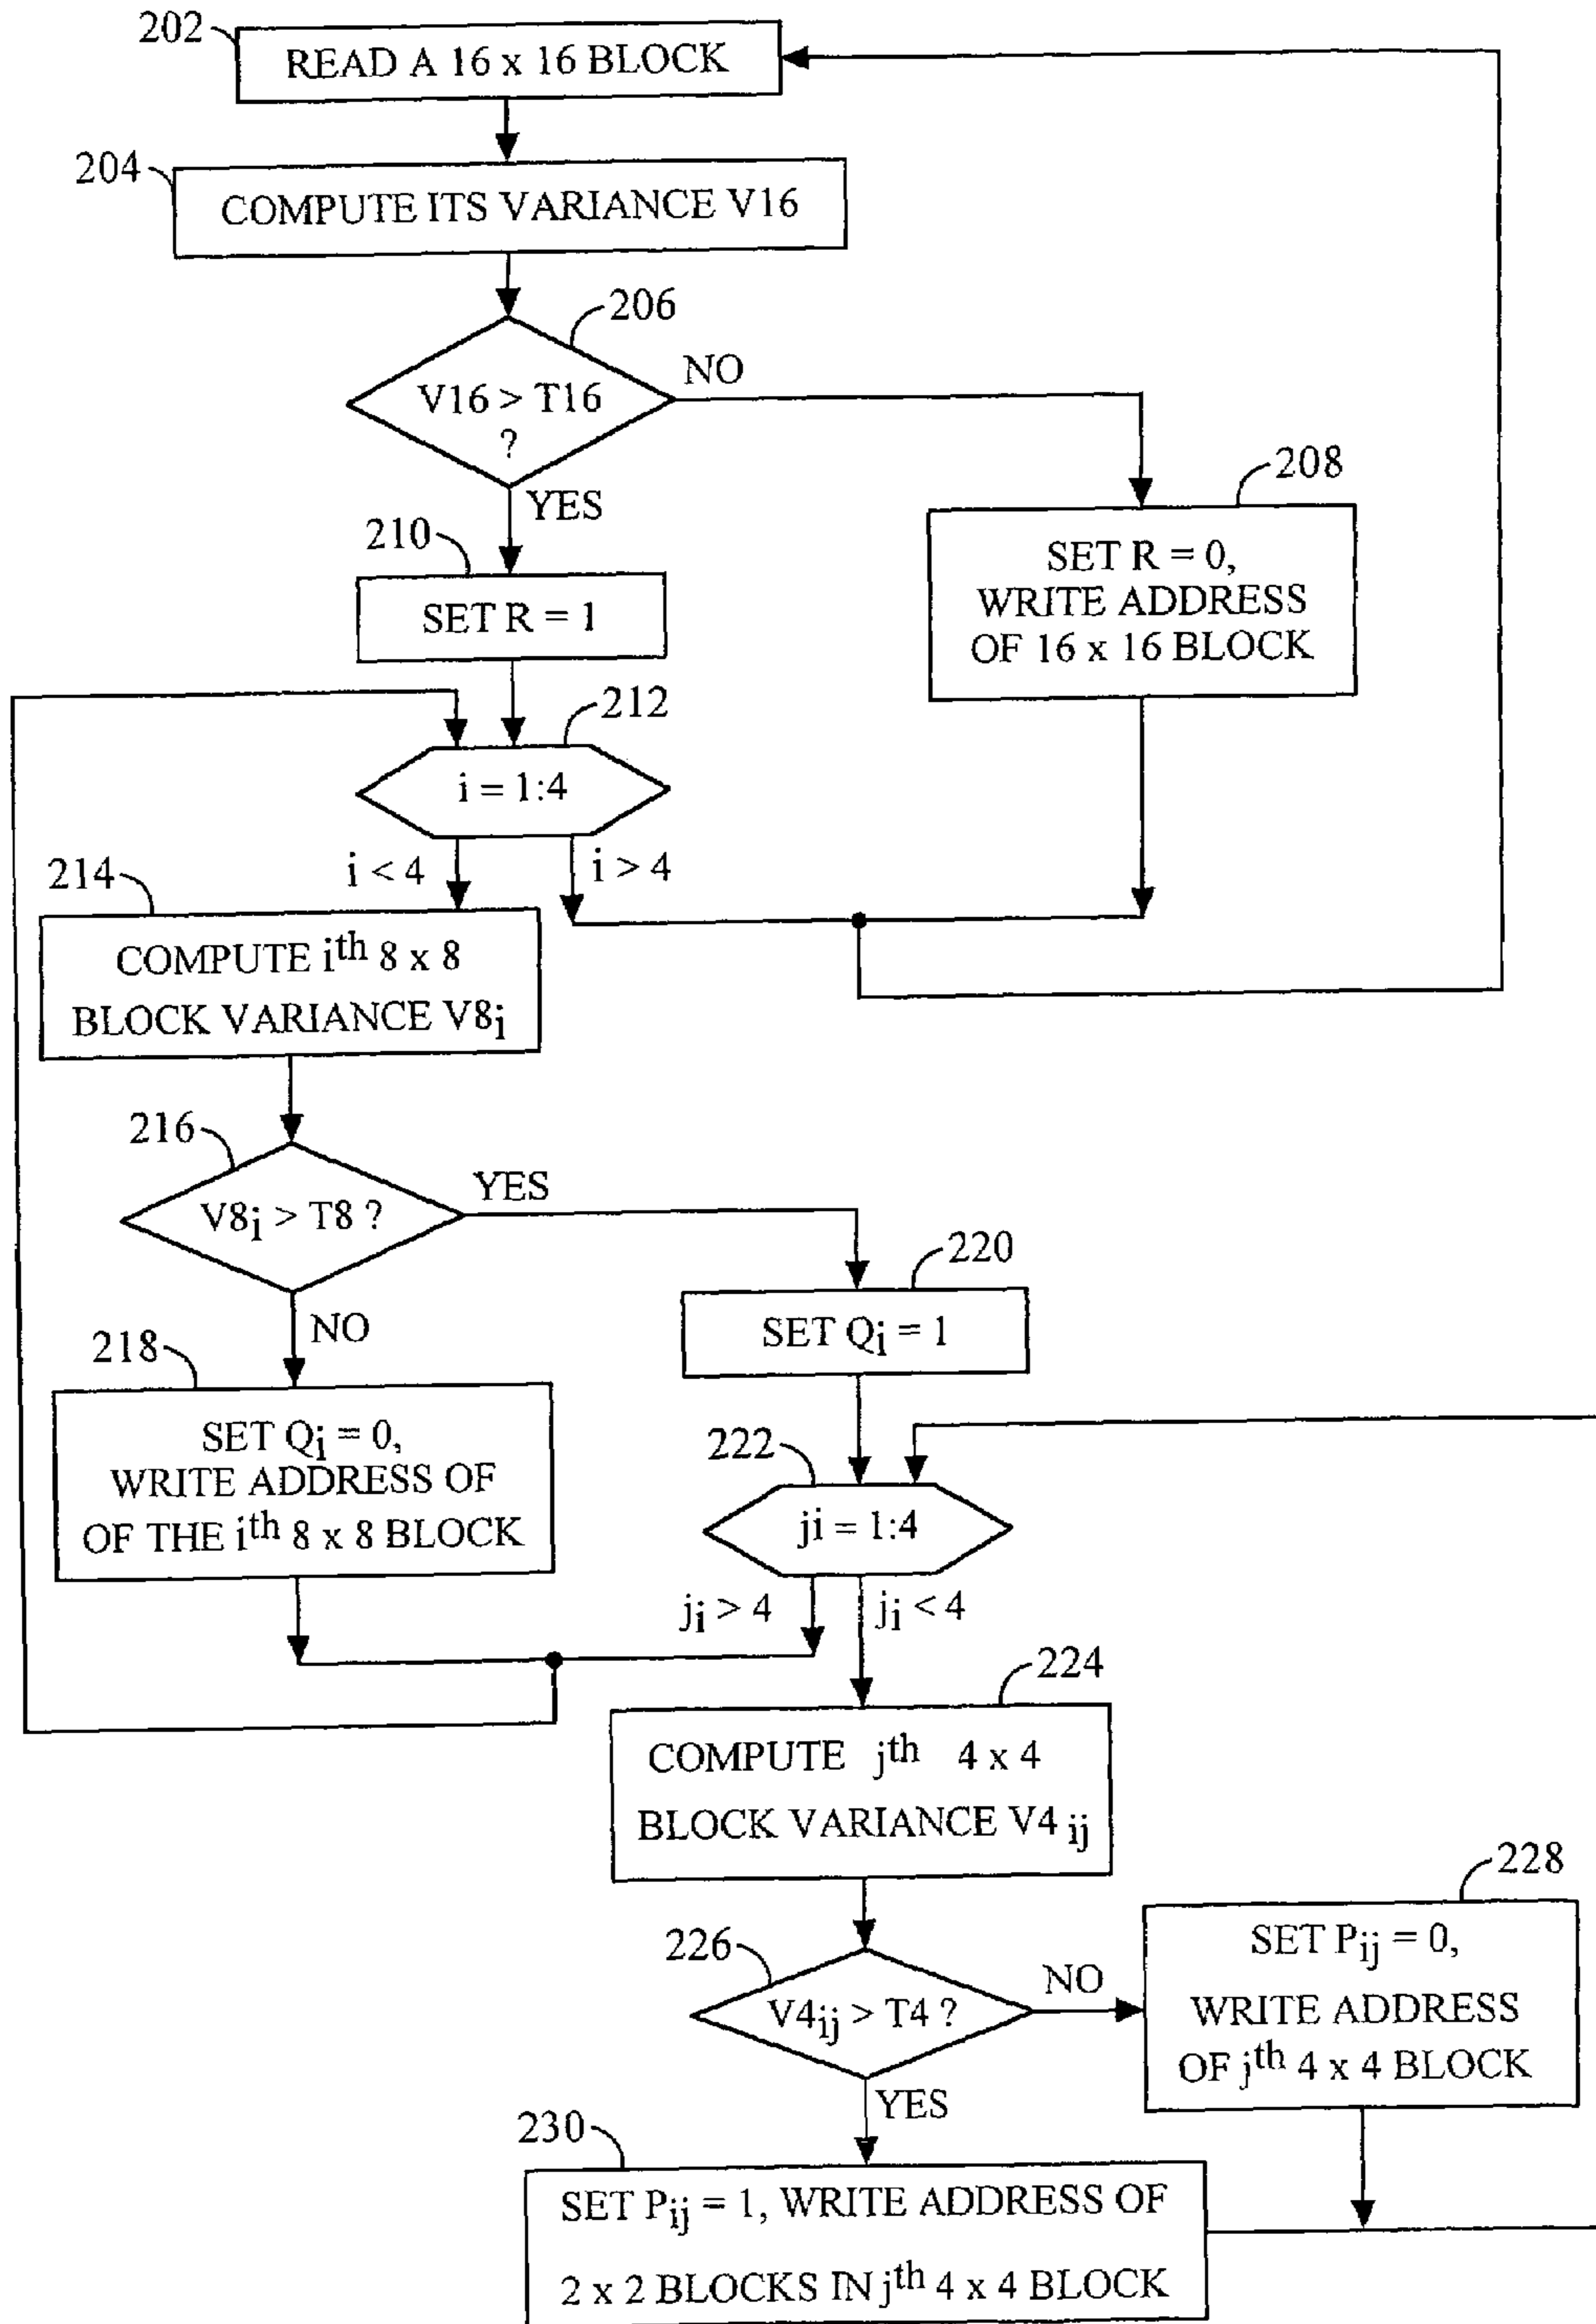 202
READ A 16 x 16 BLOCK
204
COMPUTE ITS VARIANCE V16
206
V16 > T16
?
NO
YES
208
SET R = 0,
WRITE ADDRESS
OF 16 x 16 BLOCK
210
SET R = 1
212
i = 1:4
i < 4
i > 4
214
COMPUTE ith 8 x 8
BLOCK VARIANCE V8i
216
V8i > T8 ?
YES
NO
220
SET Qi = 1
218
SET Qi = 0,
WRITE ADDRESS OF
OF THE ith 8 x 8 BLOCK
222
ji = 1:4
ji > 4
ji < 4
224
COMPUTE jth 4 x 4
BLOCK VARIANCE V4 ij
226
V4ij > T4 ?
NO
YES
228
SET Pij = 0,
WRITE ADDRESS
OF jth 4 x 4 BLOCK
230
SET Pij = 1, WRITE ADDRESS OF
2 x 2 BLOCKS IN jth 4 x 4 BLOCK